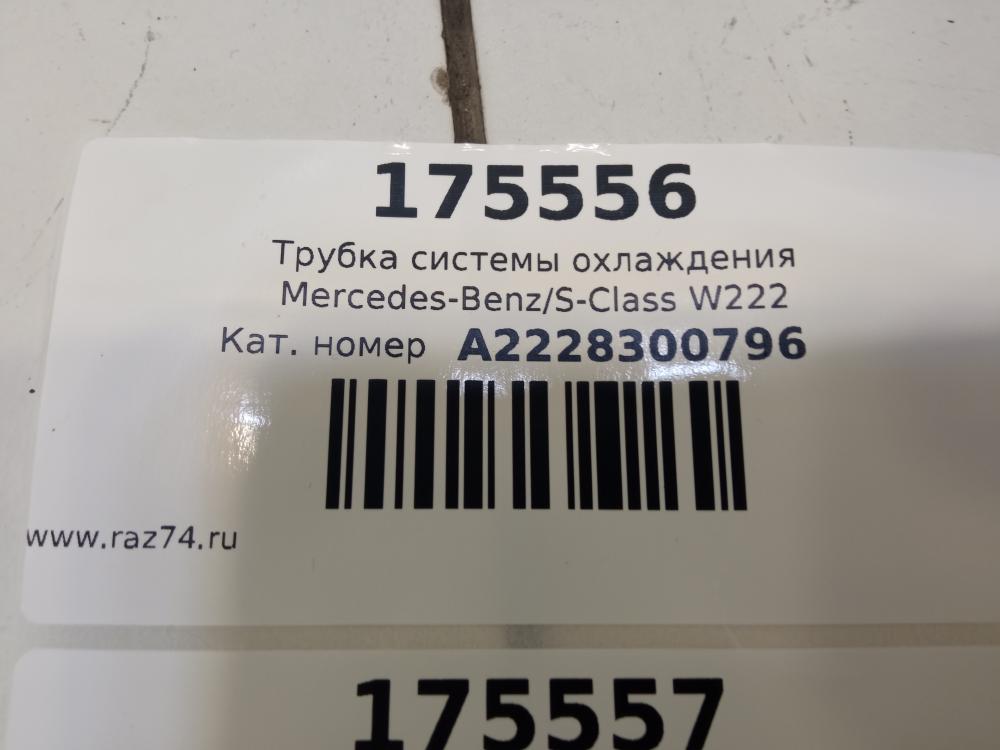 175556
Трубка системы охлаждения
Mercedes-Benz/S-Class W222
Кат. номер A2228300796
www.raz74.ru
175557